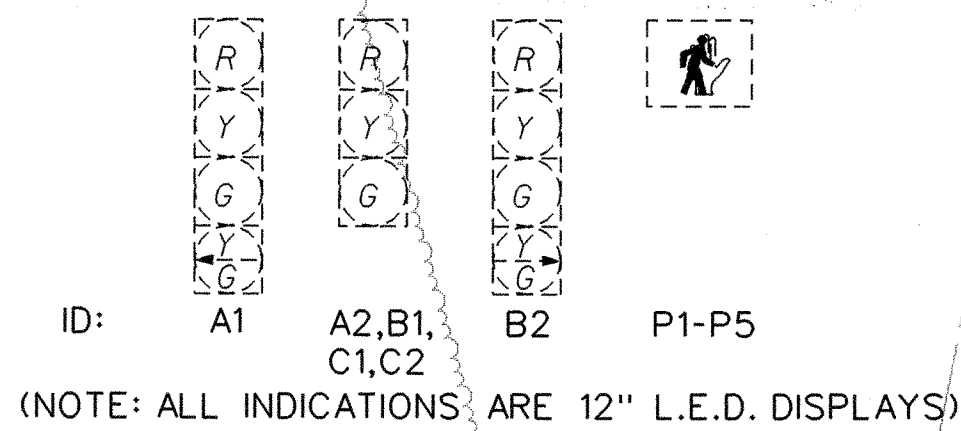 R R R
Y Y Y
G G G
Y Y
G G
ID: A1 A2,B1, B2 P1-P5
C1,C2
(NOTE: ALL INDICATIONS ARE 12" L.E.D. DISPLAYS)